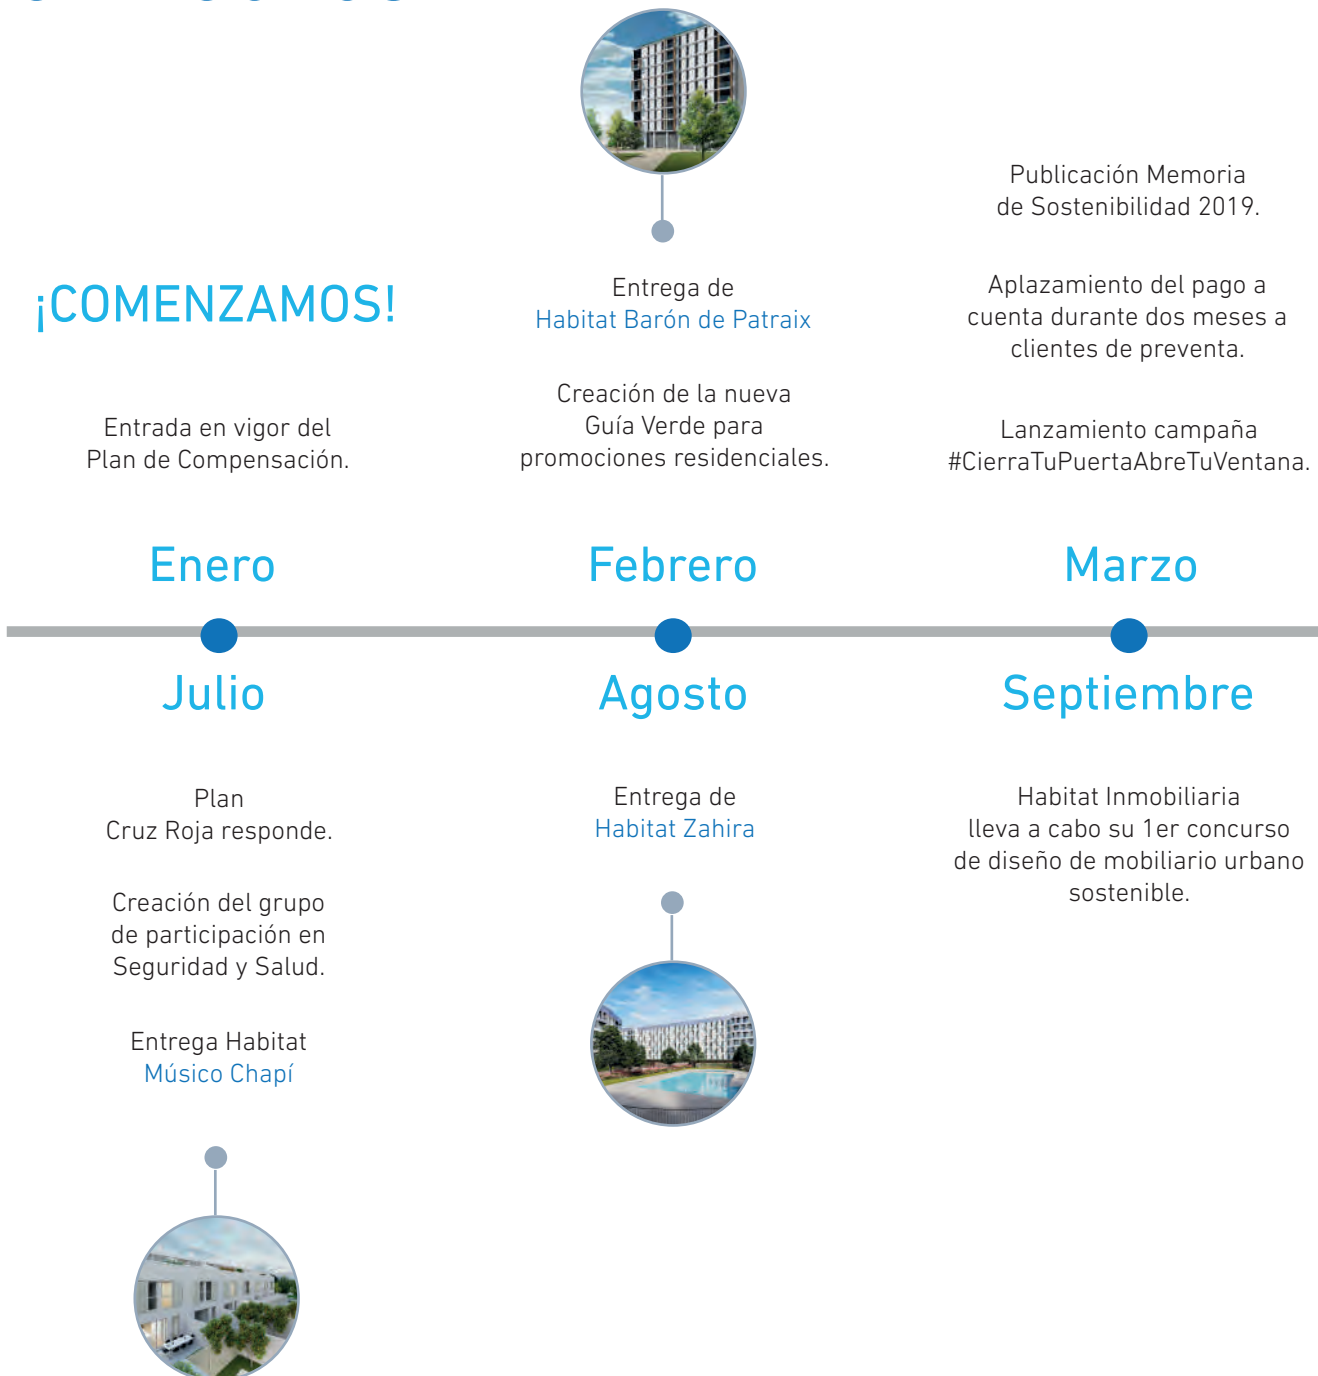 ¡COMENZAMOS!
Entrada en vigor del
Plan de Compensación.
Enero
Entrega de
Habitat Barón de Patraix
Creación de la nueva
Guía Verde para
promociones residenciales.
Febrero
Publicación Memoria
de Sostenibilidad 2019.
Aplazamiento del pago a
cuenta durante dos meses a
clientes de preventa.
Lanzamiento campaña
#CierraTuPuertaAbreTuVentana.
Marzo
Julio
Plan
Cruz Roja responde.
Creación del grupo
de participación en
Seguridad y Salud.
Entrega Habitat
Músico Chapí
Agosto
Entrega de
Habitat Zahira
Septiembre
Habitat Inmobiliaria
lleva a cabo su 1er concurso
de diseño de mobiliario urbano
sostenible.